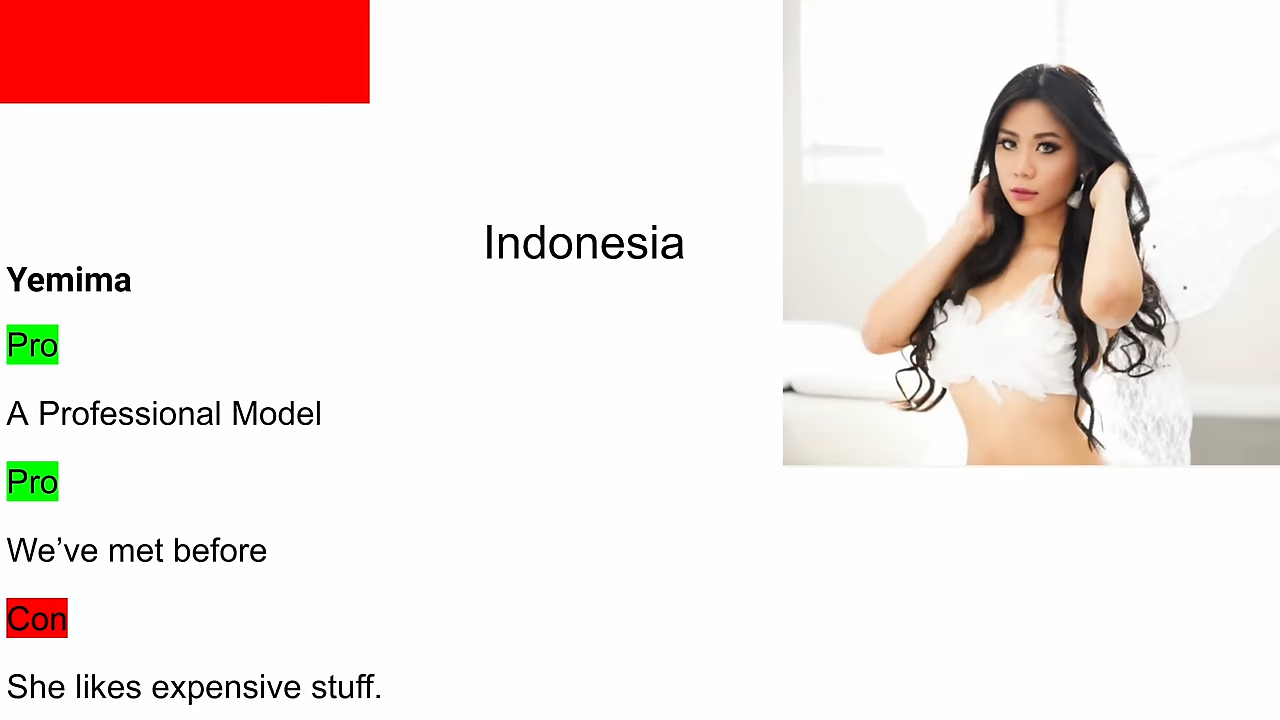 Indonesia
Yemima
Pro
A Professional Model
Pro
We’ve met before
Con
She likes expensive stuff.